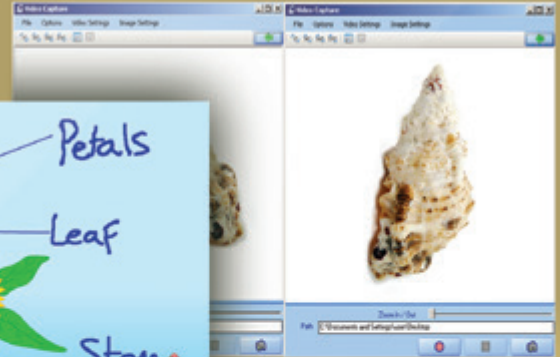 Video Capture
File Options Video Settings Image Settings
Video Capture
File Options Video Settings Image Settings
Petals
Leaf
Zoom In / Out
Path C:\Documents and Settings\user\Desktop